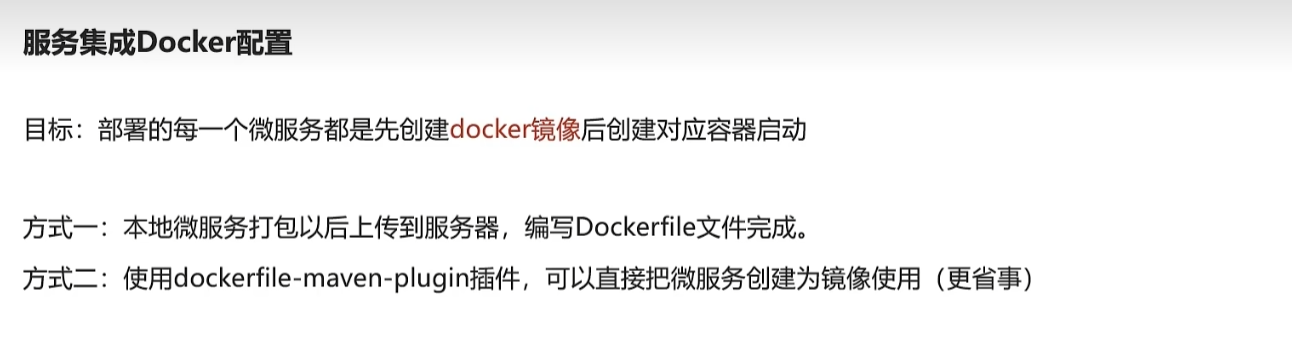 服务集成Docker配置
目标：部署的每一个微服务都是先创建docker镜像后创建对应容器启动
方式一：本地微服务打包以后上传到服务器，编写Dockerfile文件完成。
方式二：使用dockerfile-maven-plugin插件，可以直接把微服务创建为镜像使用（更省事）